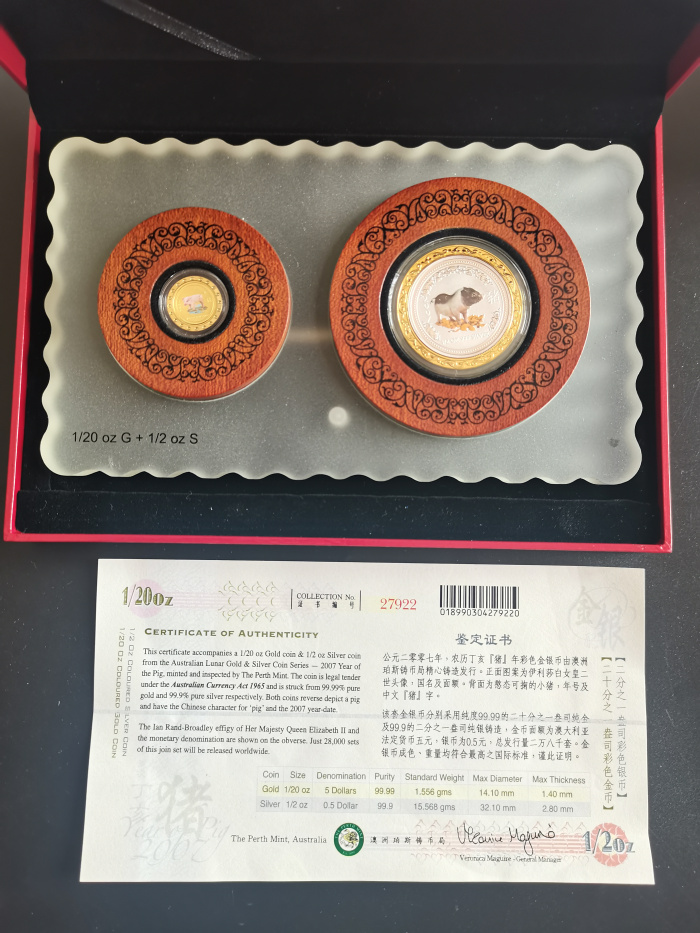 1/20 oz G + 1/2 oz S
1/20oz
COLLECTION No.
证书编号
27922
018990304279220
CERTIFICATE OF AUTHENTICITY
This certificate accompanies a 1/20 oz Gold coin & 1/2 oz Silver coin
from the Australian Lunar Gold & Silver Coin Series — 2007 Year of
the Pig, minted and inspected by The Perth Mint. The coin is legal tender
under the Australian Currency Act 1965 and is struck from 99.99% pure
gold and 99.9% pure silver respectively. Both coins reverse depict a pig
and have the Chinese character for 'pig' and the 2007 year-date.
The Ian Rand-Broadley effigy of Her Majesty Queen Elizabeth II and
the monetary denomination are shown on the obverse. Just 28,000 sets
of this coin set will be released worldwide.
1/2 OZ COLOURED SILVER COIN
1/20 OZ COLOURED GOLD COIN
鉴定证书
公元二零零七年，农历丁亥『猪』年彩色金银币由澳洲
珀斯铸币局精心铸造发行。正面图案为伊利莎白女皇二
世头像，国名及面额。背面为憨态可掬的小猪，年号及
中文『猪』字。
该套金银币分别采用纯度99.99的二十分之一盎司纯金
及99.9的二分之一盎司纯银铸造，金币面额为澳大利亚
法定货币五元，银币为0.5元，总发行量二万八千套。金
银币成色、重量均符合最高之国际标准，谨此证明。
【二分之一盎司彩色银币】
【二十分之一盎司彩色金币】
金
银
Coin Size Denomination Purity Standard Weight Max Diameter Max Thickness
Gold 1/20 oz 5 Dollars 99.99 1.556 gms 14.10 mm 1.40 mm
Silver 1/2 oz 0.5 Dollar 99.9 15.568 gms 32.10 mm 2.80 mm
猪
The Perth Mint, Australia
澳洲珀斯铸币局
Veronica Maguire - General Manager
1/2oz